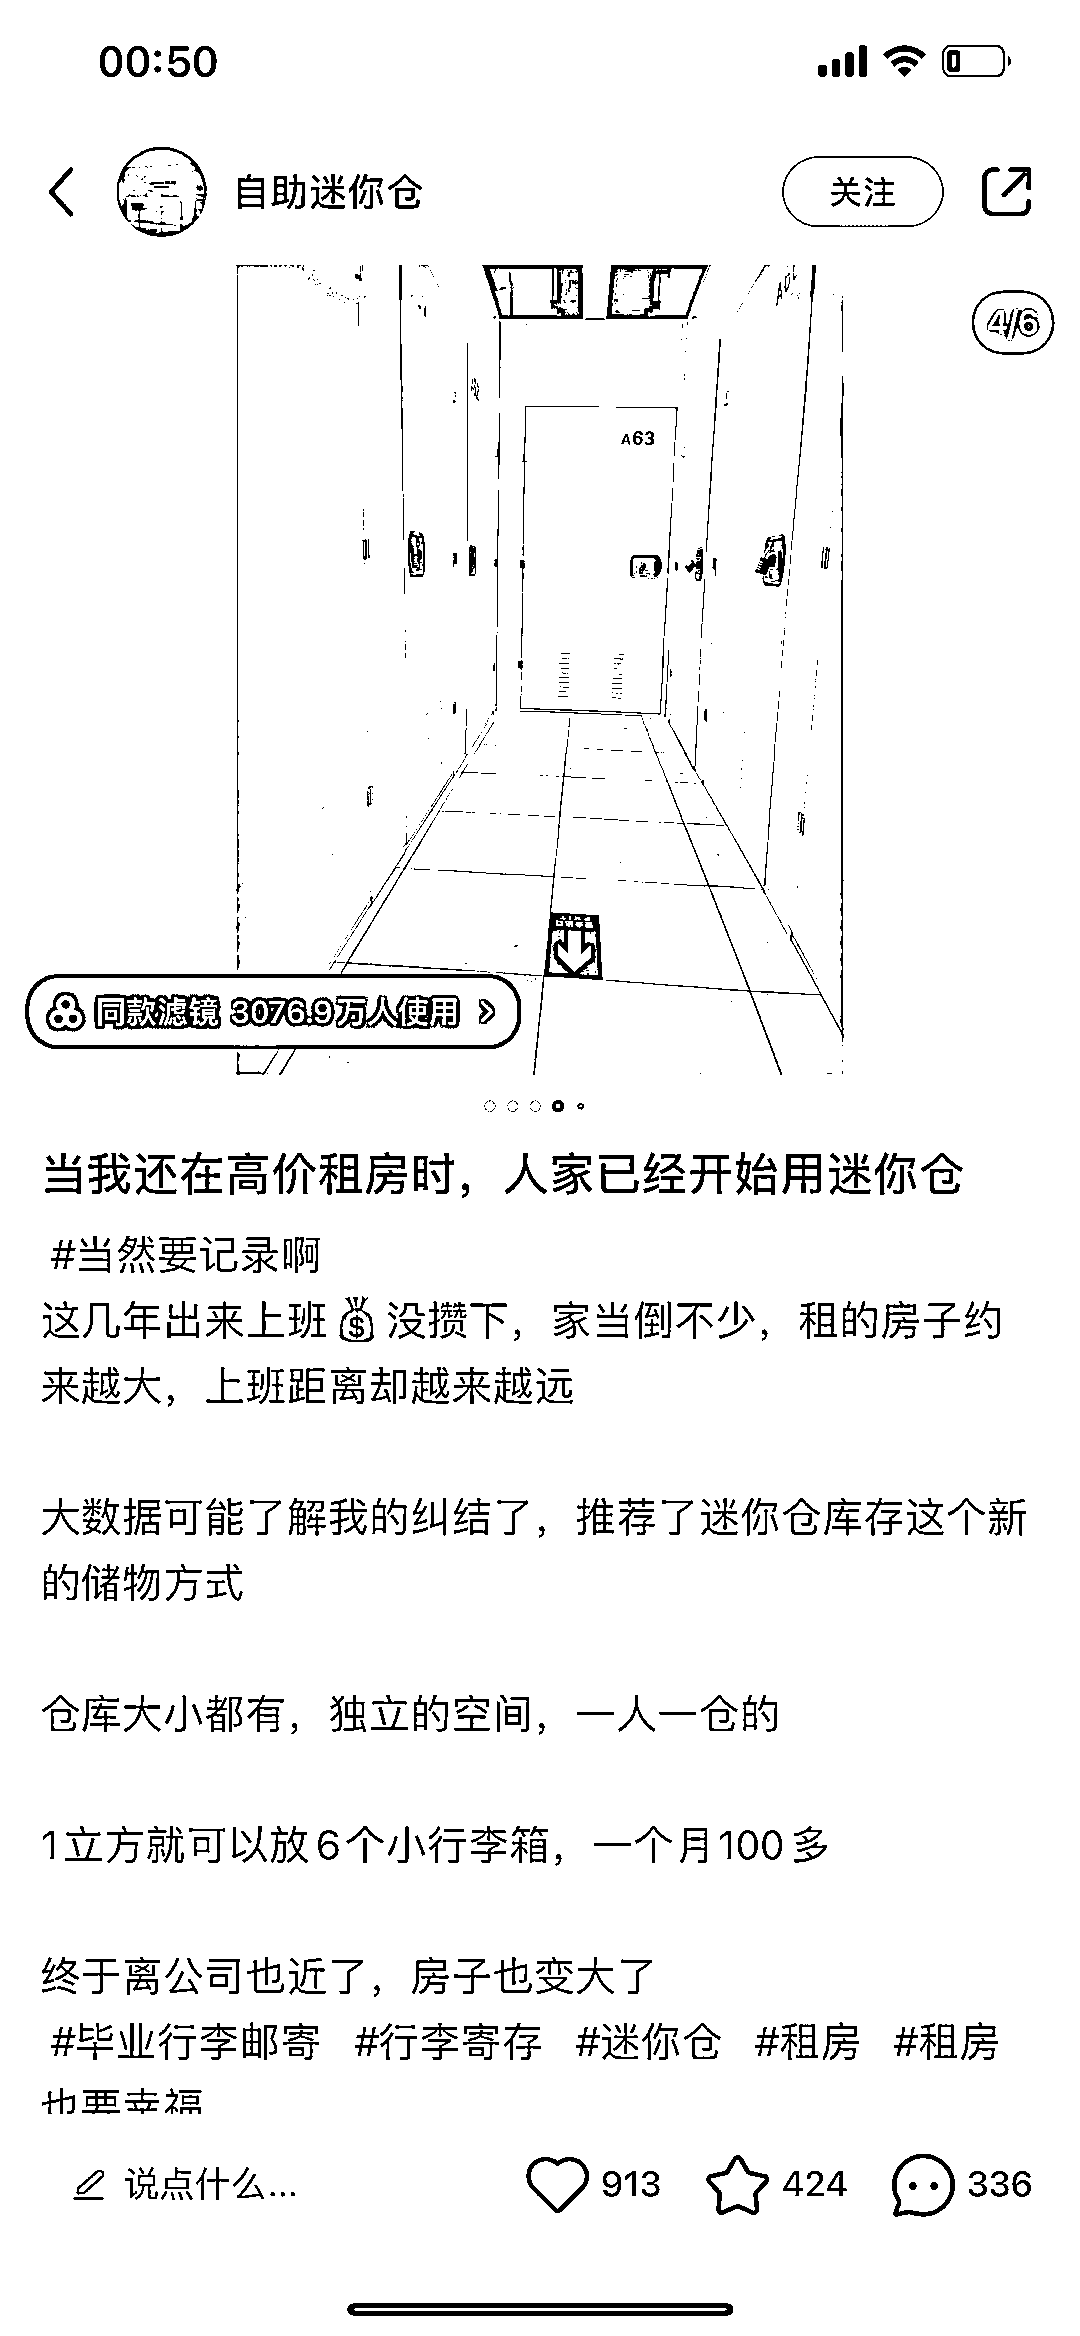 00:50
自助迷你仓
关注
4/6
A63
同款滤镜 3076.9万人使用
当我还在高价租房时，人家已经开始用迷你仓
#当然要记录啊
这几年出来上班💰没攒下，家当倒不少，租的房子约
来越大，上班距离却越来越远
大数据可能了解我的纠结了，推荐了迷你仓库存这个新
的储物方式
仓库大小都有，独立的空间，一人一仓的
1立方就可以放6个小行李箱，一个月100多
终于离公司也近了，房子也变大了
#毕业行李邮寄 #行李寄存 #迷你仓 #租房 #租房
也要幸福
说点什么...
913
424
336